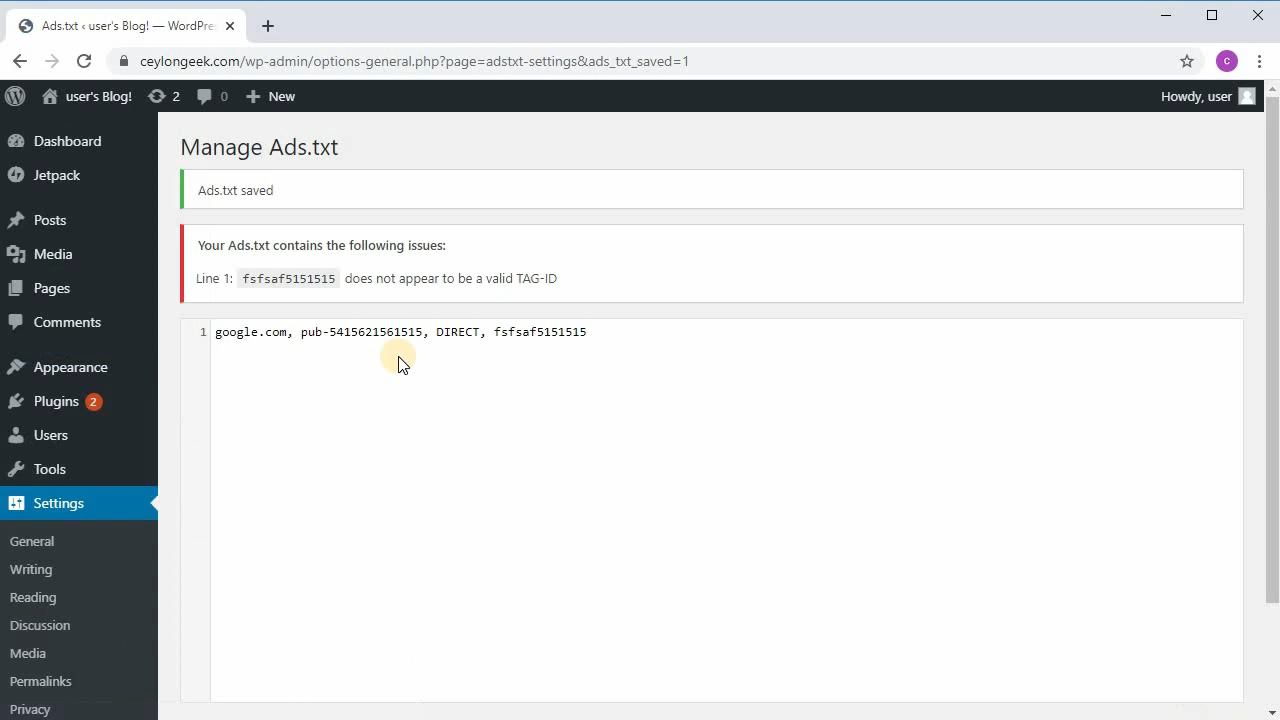 Ads.txt ‹ user's Blog! — WordPre
ceylongeek.com/wp-admin/options-general.php?page=adstxt-settings&ads_txt_saved=1
c
user's Blog! 2 0 New
Howdy, user
Dashboard
Jetpack
Posts
Media
Pages
Comments
Appearance
Plugins 2
Users
Tools
Settings
General
Writing
Reading
Discussion
Media
Permalinks
Privacy
Manage Ads.txt
Ads.txt saved
Your Ads.txt contains the following issues:
Line 1: fsfsaf5151515 does not appear to be a valid TAG-ID
1 google.com, pub-5415621561515, DIRECT, fsfsaf5151515